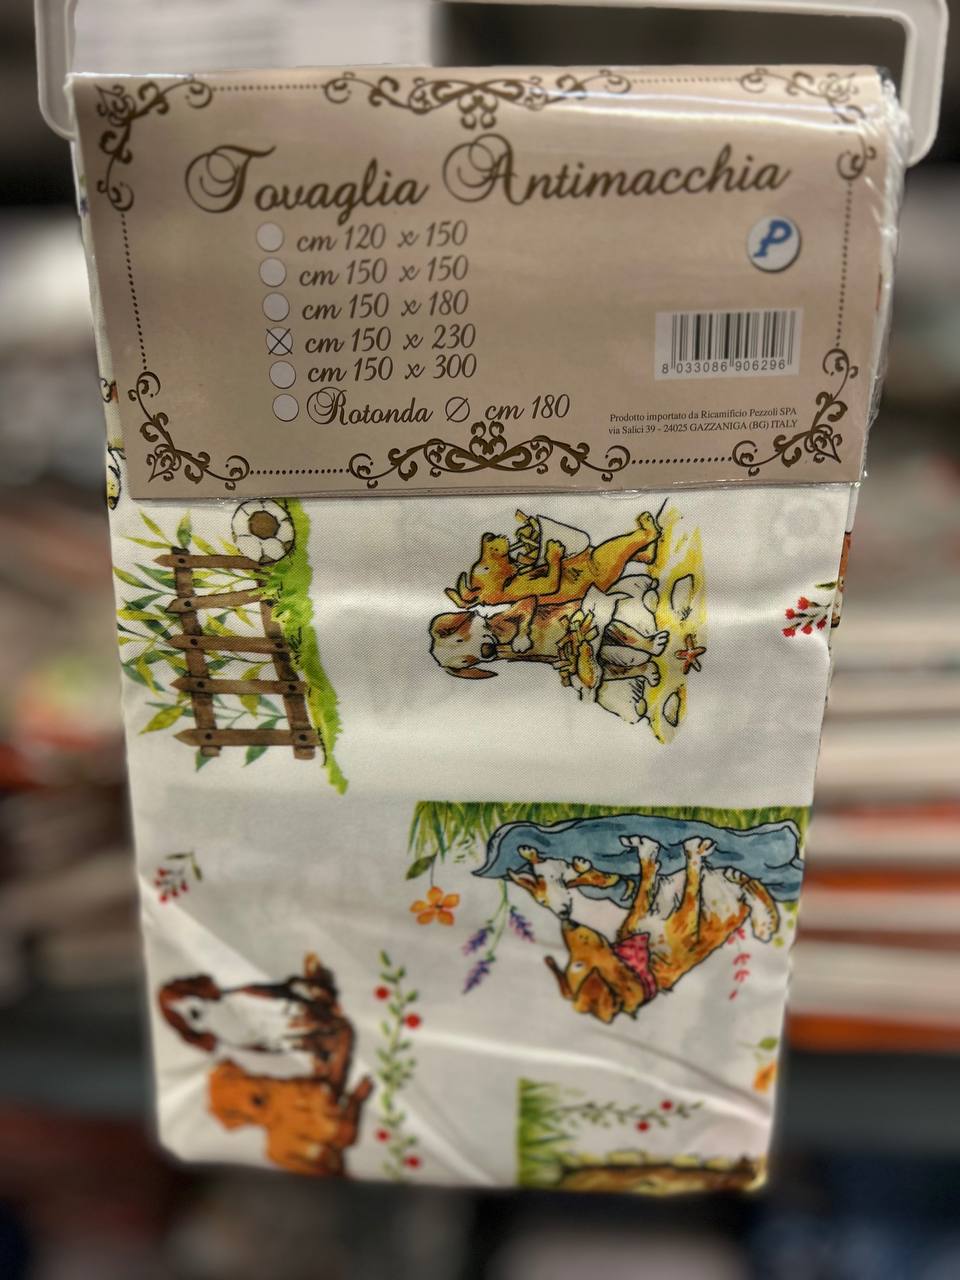 Tovaglia Antimacchia
cm 120 x 150
cm 150 x 150
cm 150 x 180
cm 150 x 230
cm 150 x 300
Rotonda Ø cm 180
P
8 033086 906296
Prodotto importato da Ricamificio Pezzoli SPA
via Salici 39 - 24025 GAZZANIGA (BG) ITALY